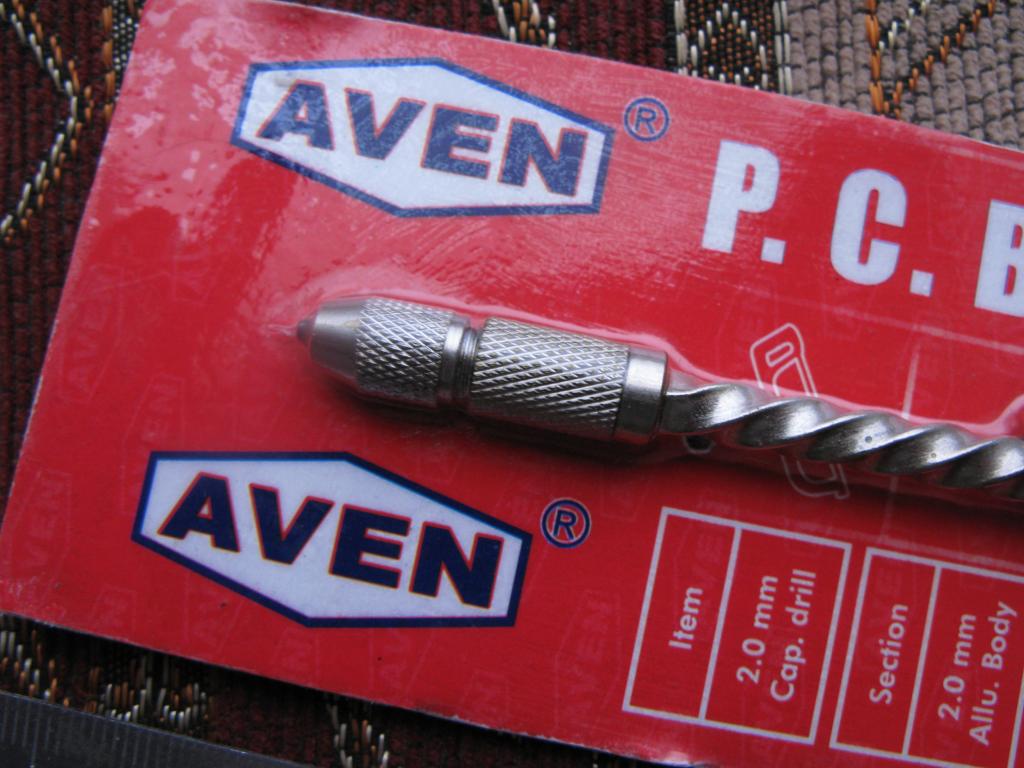 AVEN ®
P. C. B
AVEN ®
Item
2.0 mm
Cap. drill
Section
2.0 mm
Allu. Body